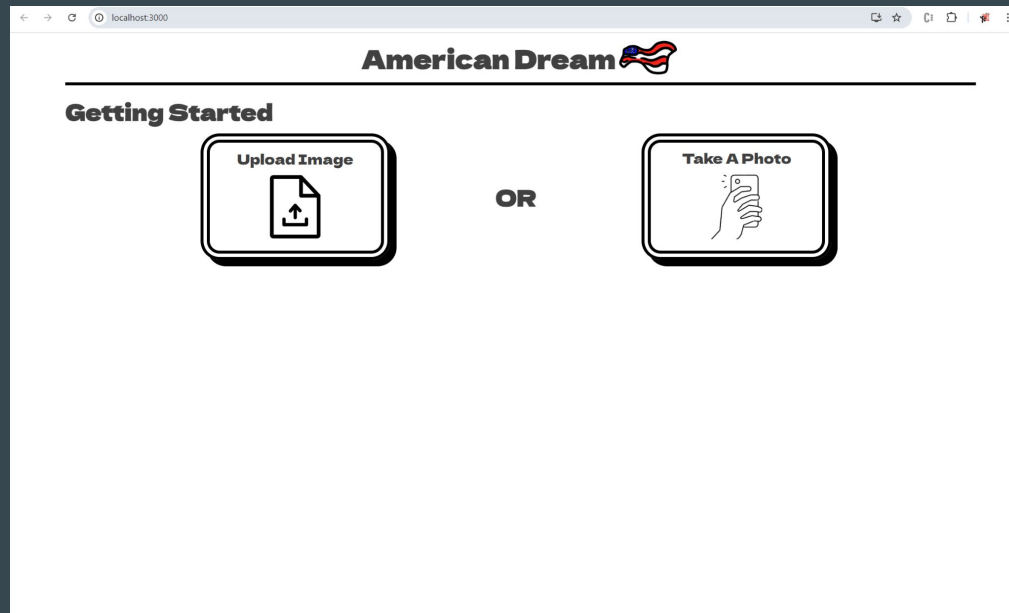 localhost:3000
American Dream
Getting Started
Upload Image
OR
Take A Photo